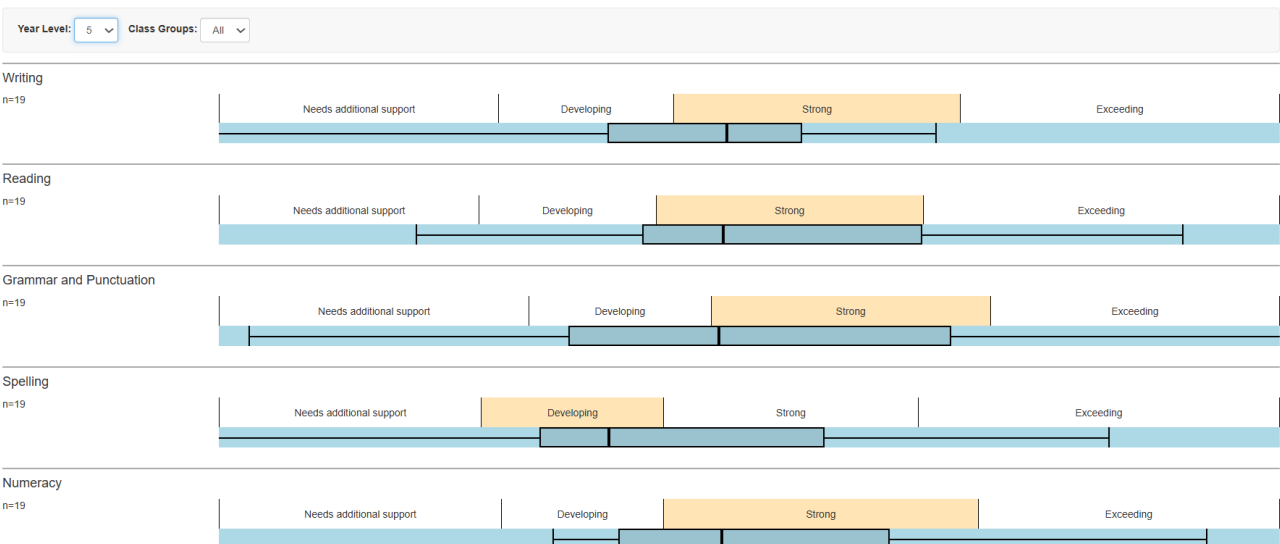 Year Level: 5 Class Groups: All
Writing
n=19
Needs additional support Developing Strong Exceeding
Reading
n=19
Needs additional support Developing Strong Exceeding
Grammar and Punctuation
n=19
Needs additional support Developing Strong Exceeding
Spelling
n=19
Needs additional support Developing Strong Exceeding
Numeracy
n=19
Needs additional support Developing Strong Exceeding